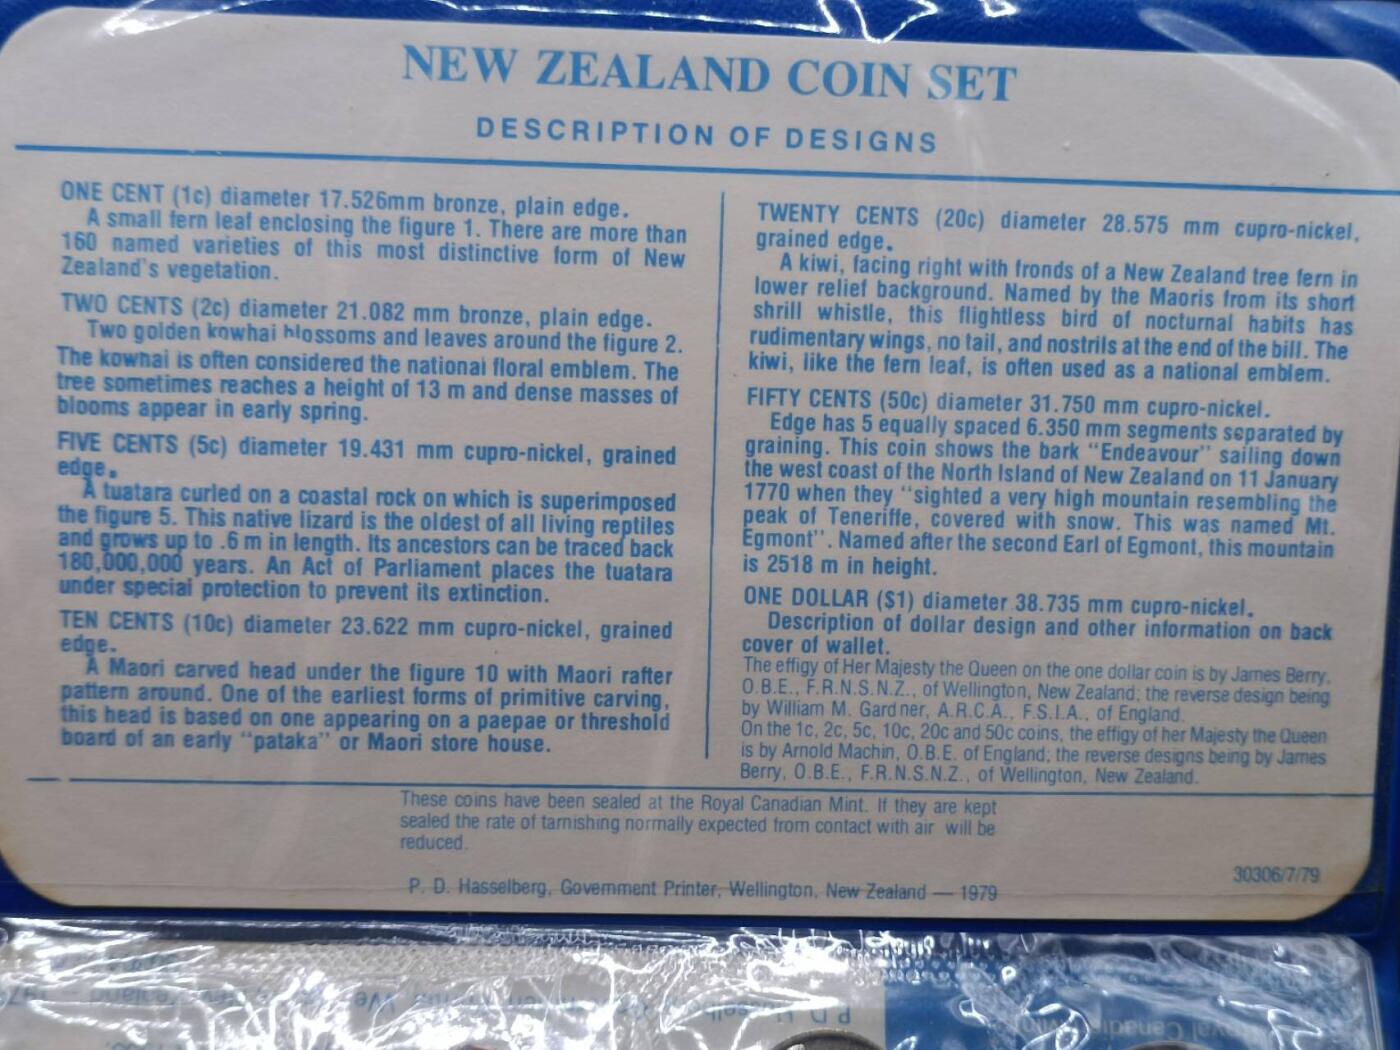 NEW ZEALAND COIN SET
DESCRIPTION OF DESIGNS
ONE CENT (1c) diameter 17.526mm bronze, plain edge.
A small fern leaf enclosing the figure 1. There are more than
160 named varieties of this most distinctive form of New
Zealand's vegetation.
TWO CENTS (2c) diameter 21.082 mm bronze, plain edge.
Two golden kowhai blossoms and leaves around the figure 2.
The kowhai is often considered the national floral emblem. The
tree sometimes reaches a height of 13 m and dense masses of
blooms appear in early spring.
FIVE CENTS (5c) diameter 19.431 mm cupro-nickel, grained
edge.
A tuatara curled on a coastal rock on which is superimposed
the figure 5. This native lizard is the oldest of all living reptiles
and grows up to .6 m in length. Its ancestors can be traced back
180,000,000 years. An Act of Parliament places the tuatara
under special protection to prevent its extinction.
TEN CENTS (10c) diameter 23.622 mm cupro-nickel, grained
edge.
A Maori carved head under the figure 10 with Maori rafter
pattern around. One of the earliest forms of primitive carving,
this head is based on one appearing on a paepae or threshold
board of an early "pataka" or Maori store house.
TWENTY CENTS (20c) diameter 28.575 mm cupro-nickel,
grained edge.
A kiwi, facing right with fronds of a New Zealand tree fern in
lower relief background. Named by the Maoris from its short
shrill whistle, this flightless bird of nocturnal habits has
rudimentary wings, no tail, and nostrils at the end of the bill. The
kiwi, like the fern leaf, is often used as a national emblem.
FIFTY CENTS (50c) diameter 31.750 mm cupro-nickel.
Edge has 5 equally spaced 6.350 mm segments separated by
graining. This coin shows the bark "Endeavour" sailing down
the west coast of the North Island of New Zealand on 11 January
1770 when they "sighted a very high mountain resembling the
peak of Teneriffe, covered with snow. This was named Mt.
Egmont". Named after the second Earl of Egmont, this mountain
is 2518 m in height.
ONE DOLLAR ($1) diameter 38.735 mm cupro-nickel.
Description of dollar design and other information on back
cover of wallet.
The effigy of Her Majesty the Queen on the one dollar coin is by James Berry,
O.B.E., F.R.N.S.N.Z., of Wellington, New Zealand; the reverse design being
by William M. Gardner, A.R.C.A., F.S.I.A., of England.
On the 1c, 2c, 5c, 10c, 20c and 50c coins, the effigy of her Majesty the Queen
is by Arnold Machin, O.B.E. of England; the reverse designs being by James
Berry, O.B.E., F.R.N.S.N.Z., of Wellington, New Zealand.
These coins have been sealed at the Royal Canadian Mint. If they are kept
sealed the rate of tarnishing normally expected from contact with air will be
reduced.
30306/7/79
P. D. Hasselberg, Government Printer, Wellington, New Zealand — 1979